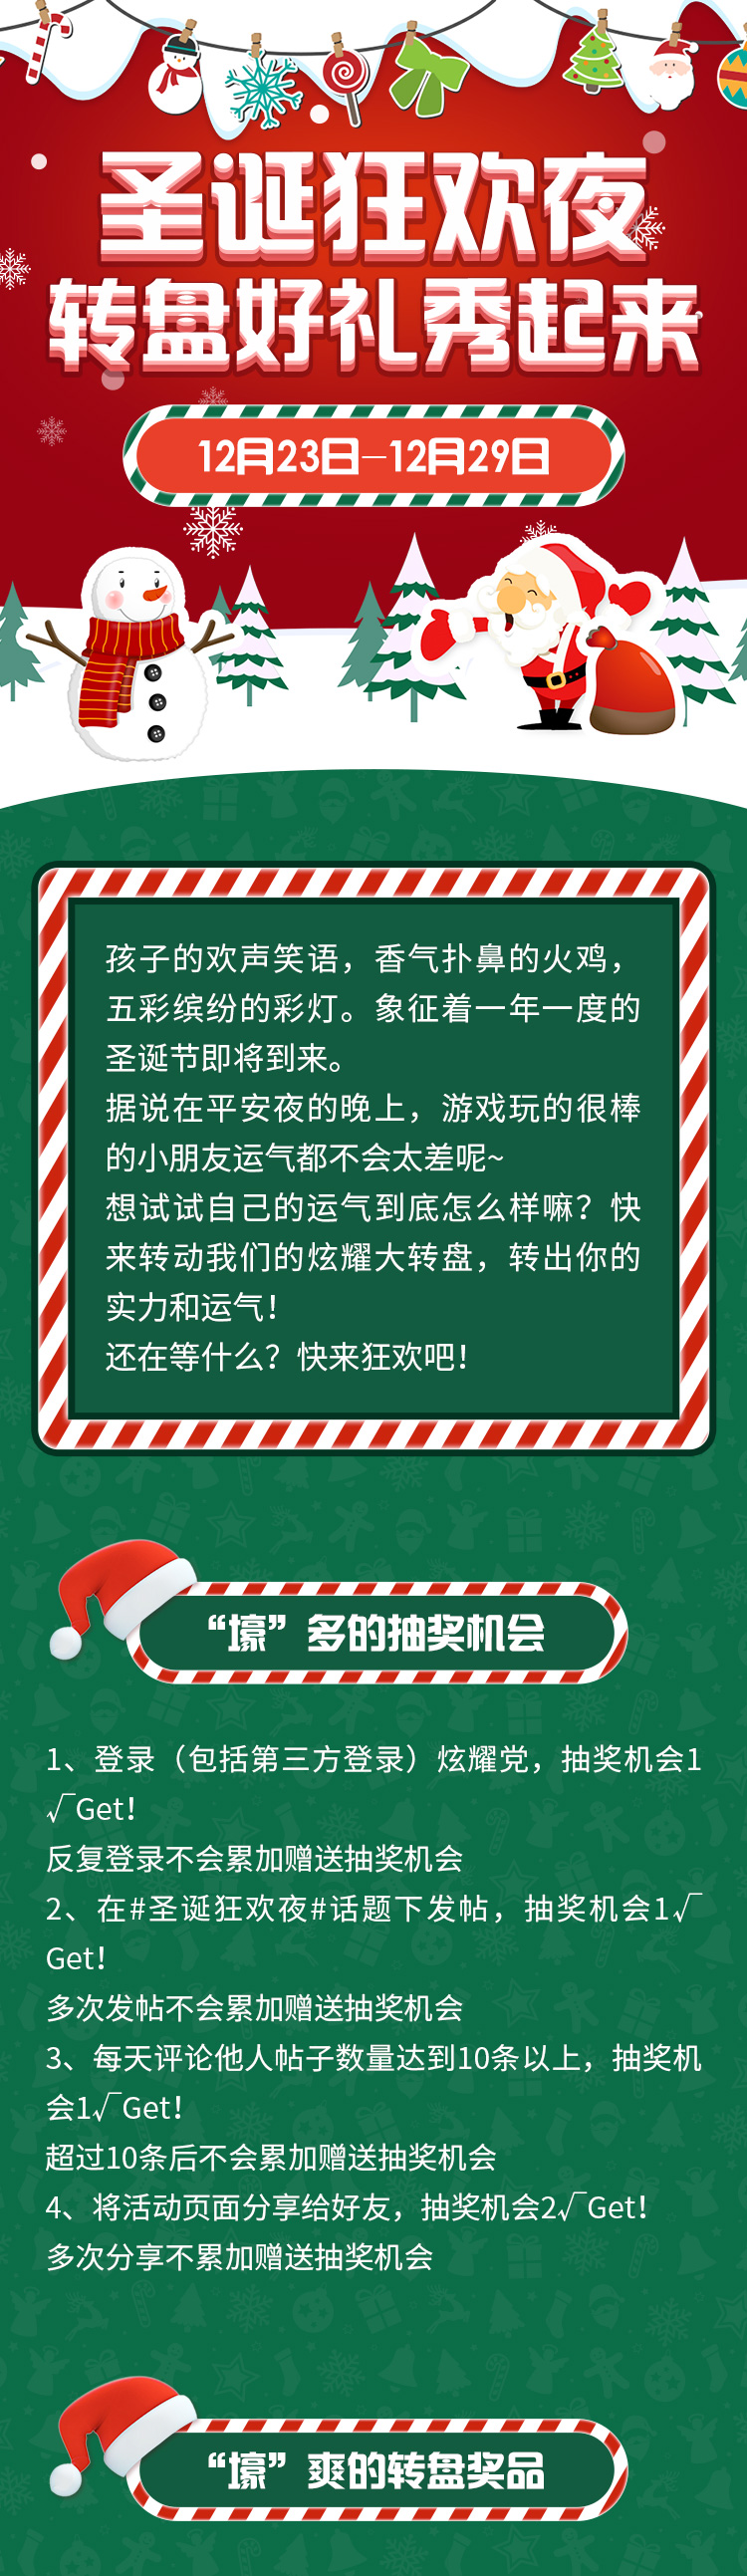 圣诞狂欢夜
转盘好礼秀起来
12月23日—12月29日
孩子的欢声笑语，香气扑鼻的火鸡，
五彩缤纷的彩灯。象征着一年一度的
圣诞节即将到来。
据说在平安夜的晚上，游戏玩的很棒
的小朋友运气都不会太差呢~
想试试自己的运气到底怎么样嘛？快
来转动我们的炫耀大转盘，转出你的
实力和运气！
还在等什么？快来狂欢吧！
“壕”多的抽奖机会
1、登录（包括第三方登录）炫耀党，抽奖机会1
√Get！
反复登录不会累加赠送抽奖机会
2、在#圣诞狂欢夜#话题下发帖，抽奖机会1√
Get！
多次发帖不会累加赠送抽奖机会
3、每天评论他人帖子数量达到10条以上，抽奖机
会1√Get！
超过10条后不会累加赠送抽奖机会
4、将活动页面分享给好友，抽奖机会2√Get！
多次分享不累加赠送抽奖机会
“壕”爽的转盘奖品